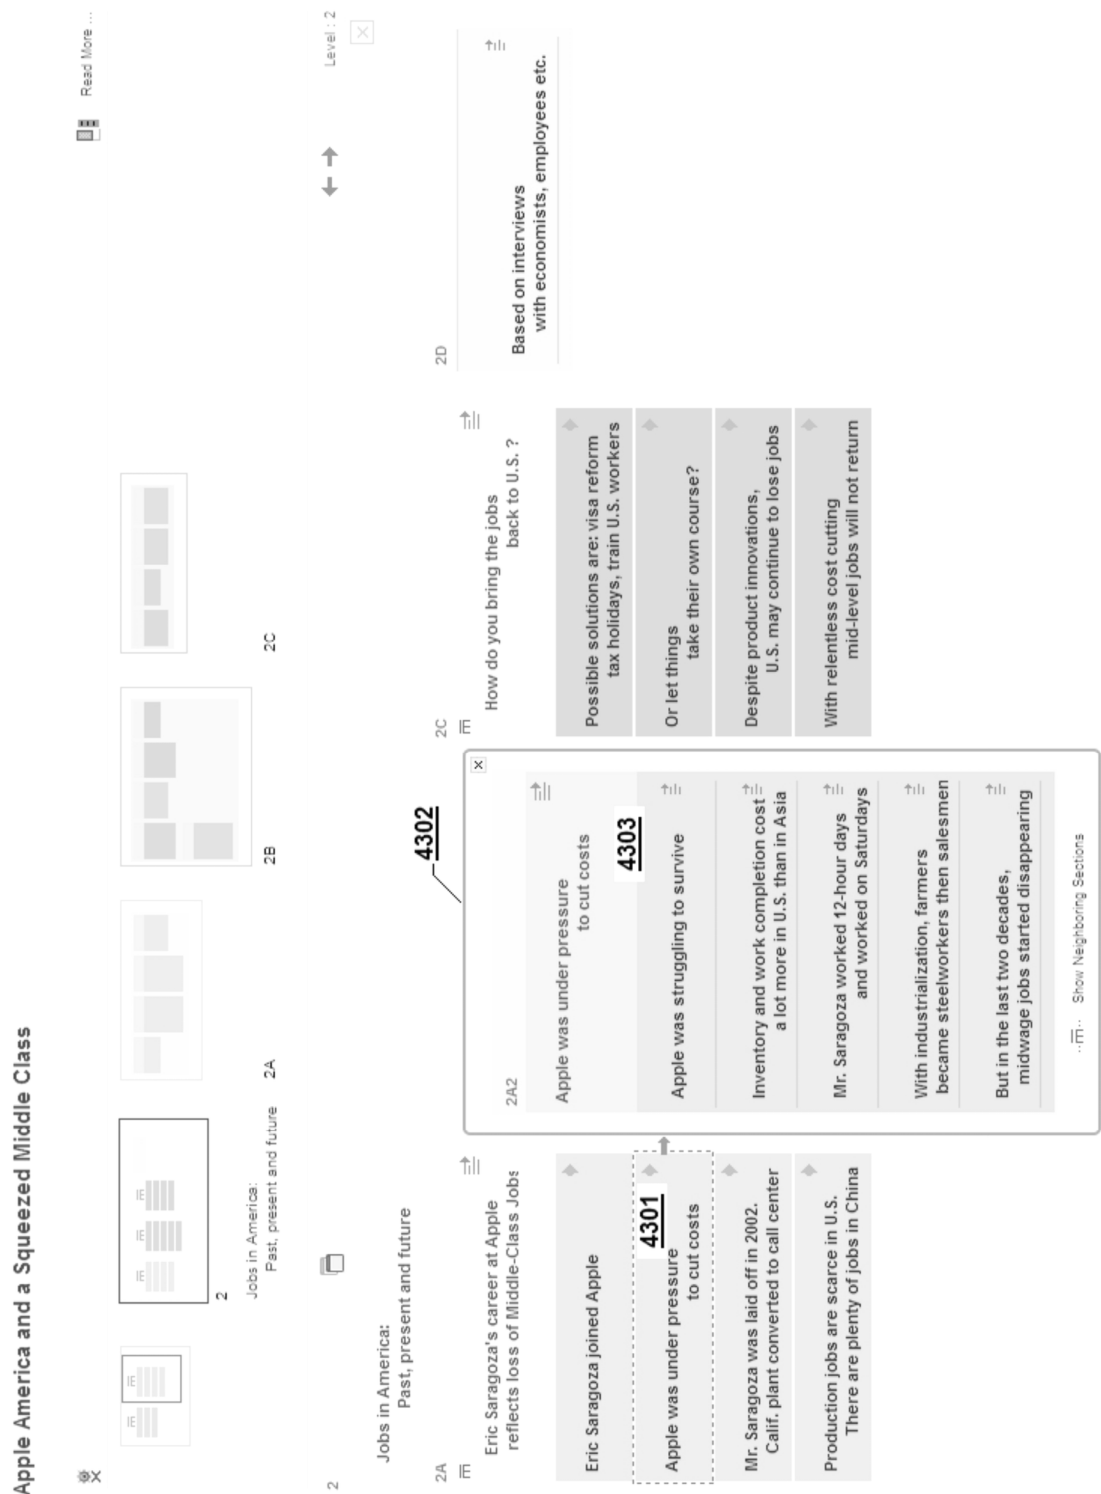 Apple America and a Squeezed Middle Class
Read More ...
2
Jobs in America:
Past, present and future
2A
2B
2C
2
Level : 2
Jobs in America:
Past, present and future
2A
Eric Saragoza's career at Apple
reflects loss of Middle-Class Jobs
Eric Saragoza joined Apple
Apple was under pressure
to cut costs
4301
Mr. Saragoza was laid off in 2002.
Calif. plant converted to call center
Production jobs are scarce in U.S.
There are plenty of jobs in China
4302
2A2
Apple was under pressure
to cut costs
4303
Apple was struggling to survive
Inventory and work completion cost
a lot more in U.S. than in Asia
Mr. Saragoza worked 12-hour days
and worked on Saturdays
With industrialization, farmers
became steelworkers then salesmen
But in the last two decades,
midwage jobs started disappearing
Show Neighboring Sections
2C
How do you bring the jobs
back to U.S. ?
Possible solutions are: visa reform
tax holidays, train U.S. workers
Or let things
take their own course?
Despite product innovations,
U.S. may continue to lose jobs
With relentless cost cutting
mid-level jobs will not return
2D
Based on interviews
with economists, employees etc.